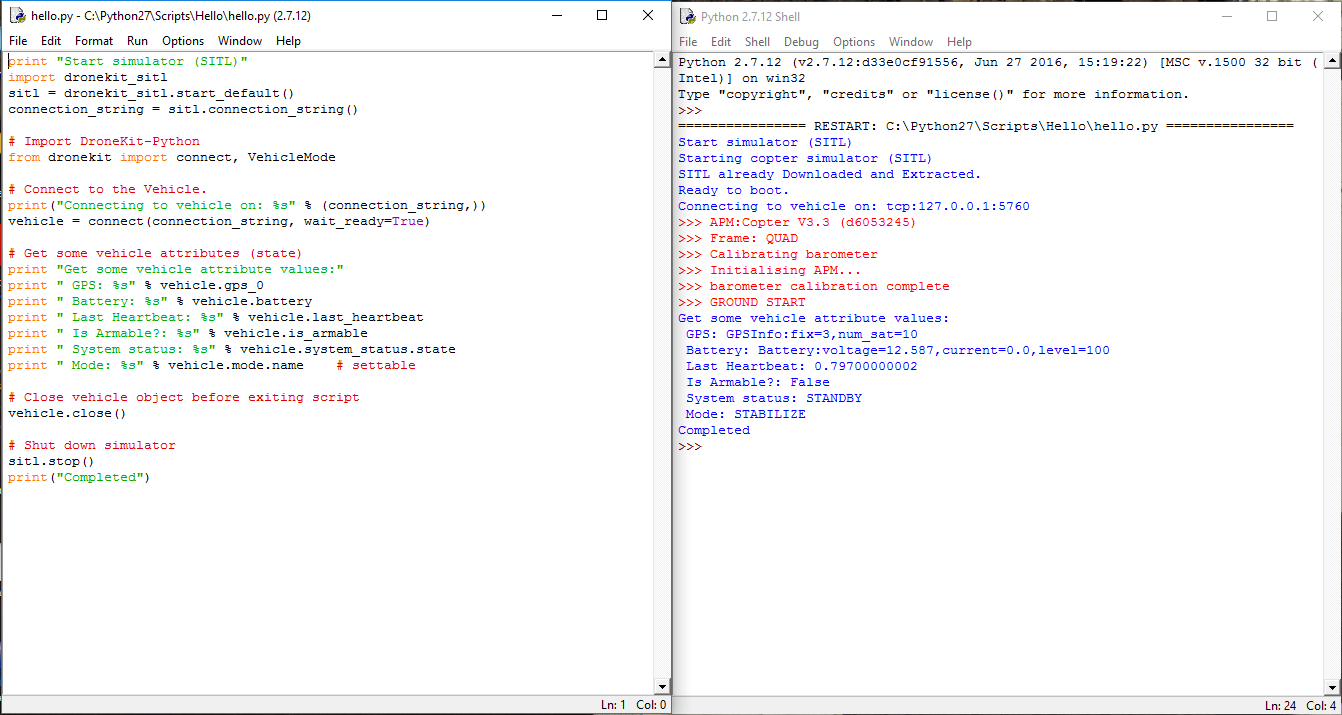 hello.py - C:\Python27\Scripts\Hello\hello.py (2.7.12)
File Edit Format Run Options Window Help
print "Start simulator (SITL)"
import dronekit_sitl
sitl = dronekit_sitl.start_default()
connection_string = sitl.connection_string()
# Import DroneKit-Python
from dronekit import connect, VehicleMode
# Connect to the Vehicle.
print("Connecting to vehicle on: %s" % (connection_string,))
vehicle = connect(connection_string, wait_ready=True)
# Get some vehicle attributes (state)
print "Get some vehicle attribute values:"
print " GPS: %s" % vehicle.gps_0
print " Battery: %s" % vehicle.battery
print " Last Heartbeat: %s" % vehicle.last_heartbeat
print " Is Armable?: %s" % vehicle.is_armable
print " System status: %s" % vehicle.system_status.state
print " Mode: %s" % vehicle.mode.name    # settable
# Close vehicle object before exiting script
vehicle.close()
# Shut down simulator
sitl.stop()
print("Completed")
Ln: 1 Col: 0
Python 2.7.12 Shell
File Edit Shell Debug Options Window Help
Python 2.7.12 (v2.7.12:d33e0cf91556, Jun 27 2016, 15:19:22) [MSC v.1500 32 bit (
Intel)] on win32
Type "copyright", "credits" or "license()" for more information.
>>>
================ RESTART: C:\Python27\Scripts\Hello\hello.py ================
Start simulator (SITL)
Starting copter simulator (SITL)
SITL already Downloaded and Extracted.
Ready to boot.
Connecting to vehicle on: tcp:127.0.0.1:5760
>>> APM:Copter V3.3 (d6053245)
>>> Frame: QUAD
>>> Calibrating barometer
>>> Initialising APM...
>>> barometer calibration complete
>>> GROUND START
Get some vehicle attribute values:
 GPS: GPSInfo:fix=3,num_sat=10
 Battery: Battery:voltage=12.587,current=0.0,level=100
 Last Heartbeat: 0.79700000002
 Is Armable?: False
 System status: STANDBY
 Mode: STABILIZE
Completed
>>>
Ln: 24 Col: 4